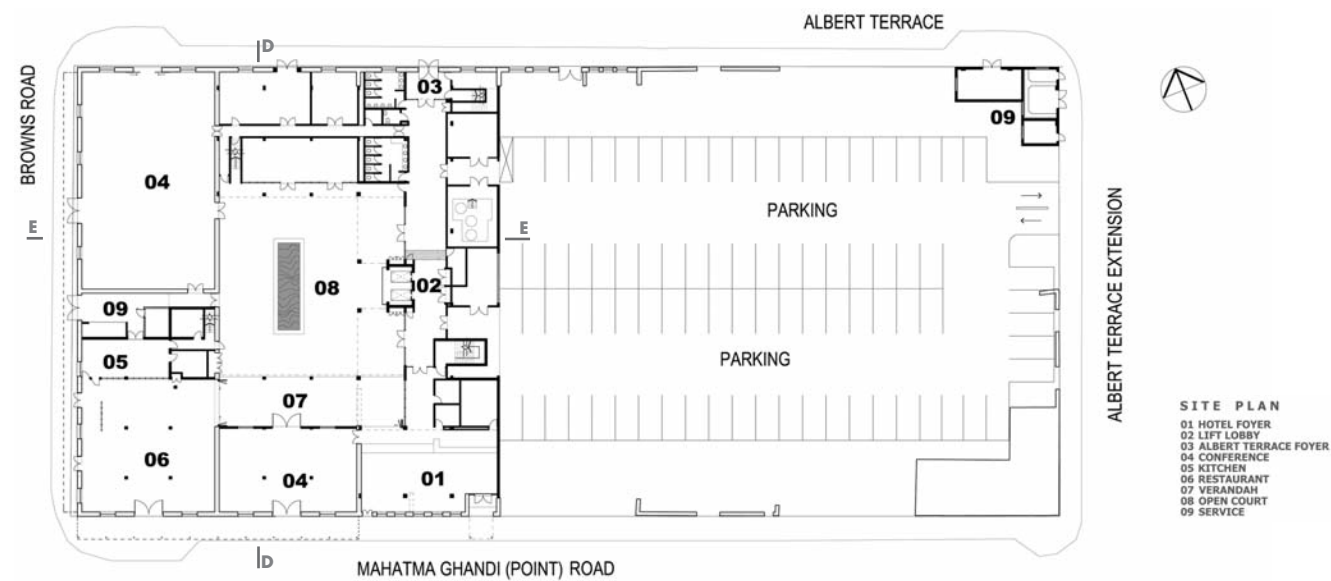 ALBERT TERRACE
D
03
09
BROWNS ROAD
04
PARKING
E
E
ALBERT TERRACE EXTENSION
02
08
09
05
PARKING
07
06
04
01
SITE PLAN
01 HOTEL FOYER
02 LIFT LOBBY
03 ALBERT TERRACE FOYER
04 CONFERENCE
05 KITCHEN
06 RESTAURANT
07 VERANDAH
08 OPEN COURT
09 SERVICE
D
MAHATMA GHANDI (POINT) ROAD